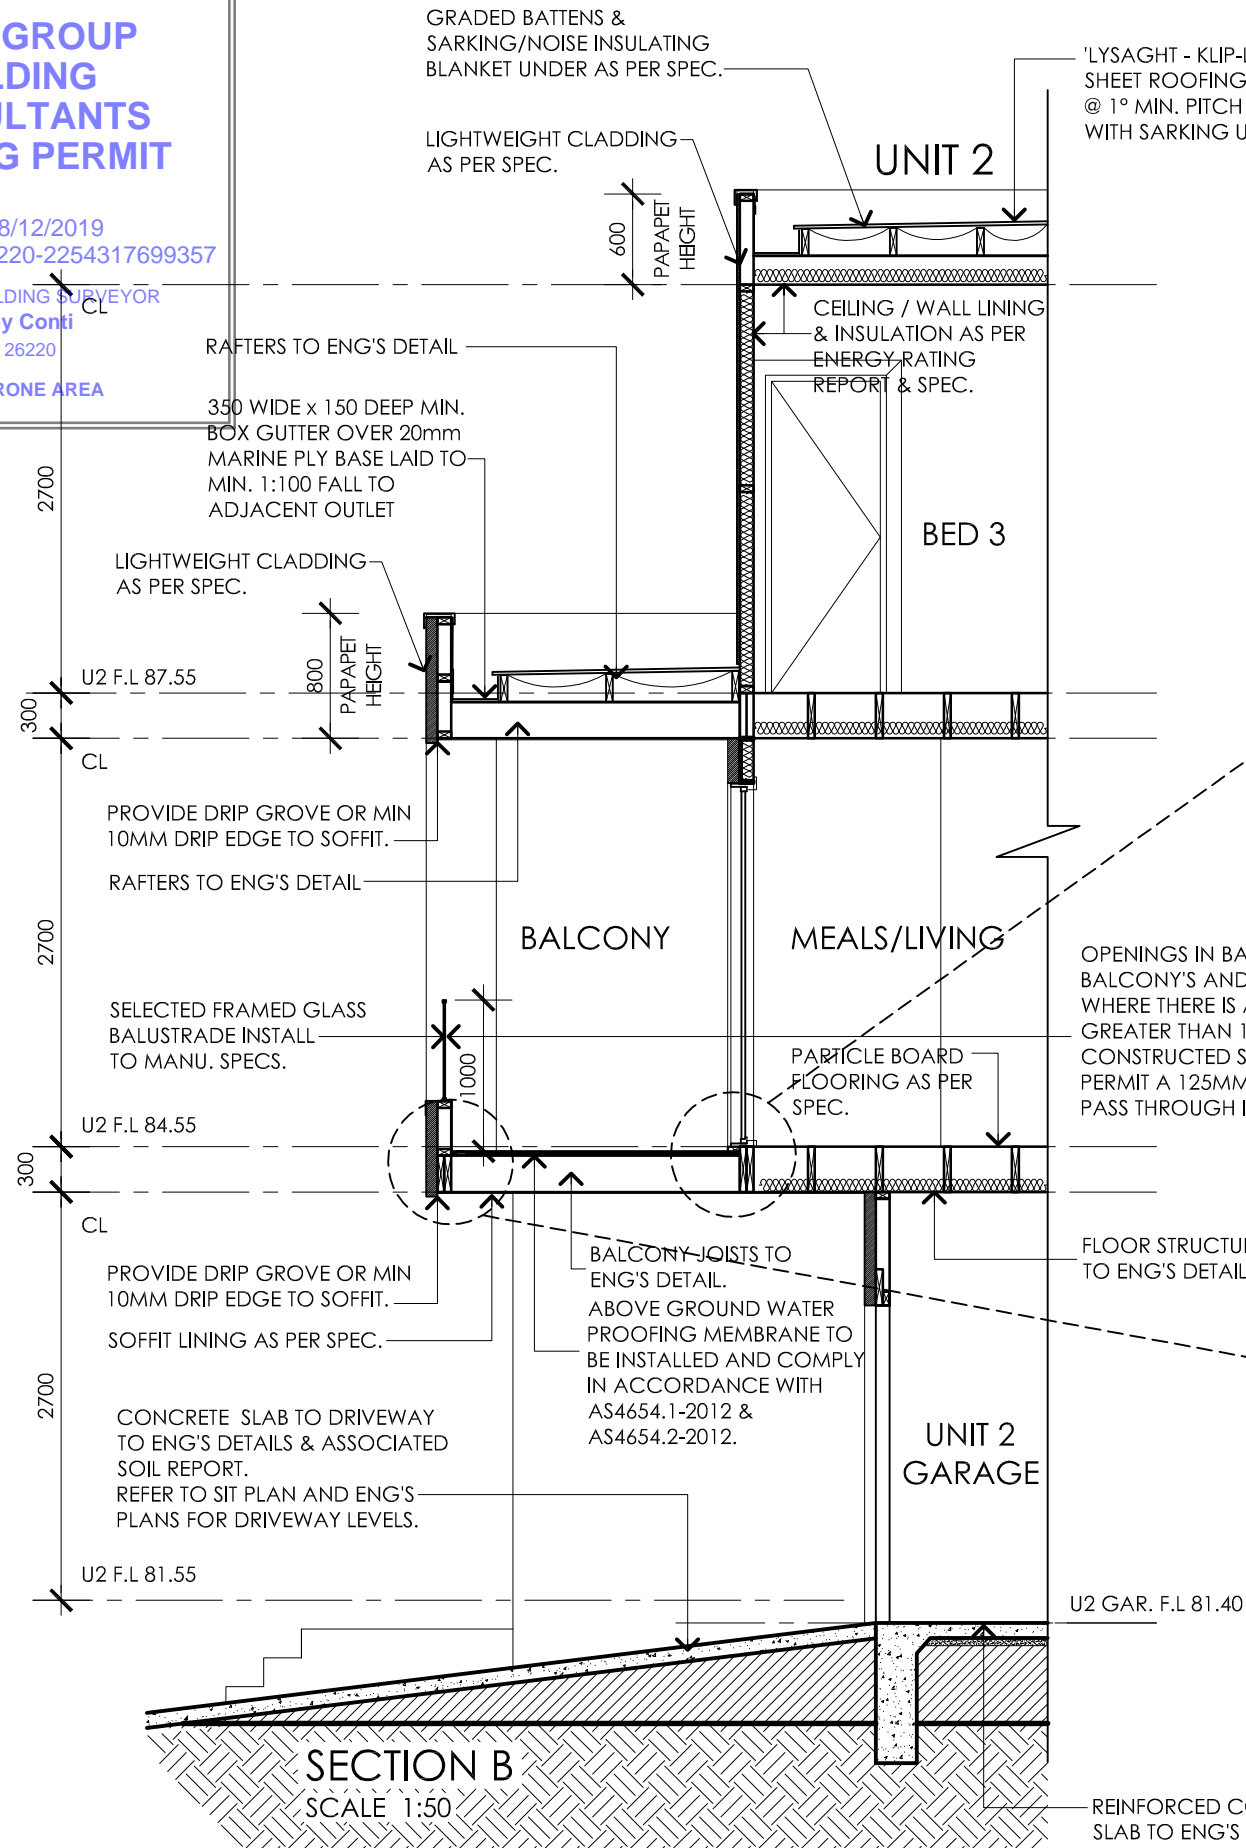 GROUP
LDING
ULTANTS
G PERMIT
8/12/2019
220-2254317699357
LDING SURVEYOR
y Conti
26220
RONE AREA
GRADED BATTENS &
SARKING/NOISE INSULATING
BLANKET UNDER AS PER SPEC.
'LYSAGHT - KLIP-L
SHEET ROOFING
@ 1° MIN. PITCH
WITH SARKING U
LIGHTWEIGHT CLADDING
AS PER SPEC.
UNIT 2
600
PAPAPET
HEIGHT
CL
CEILING / WALL LINING
& INSULATION AS PER
ENERGY RATING
REPORT & SPEC.
RAFTERS TO ENG'S DETAIL
350 WIDE x 150 DEEP MIN.
BOX GUTTER OVER 20mm
MARINE PLY BASE LAID TO
MIN. 1:100 FALL TO
ADJACENT OUTLET
2700
BED 3
LIGHTWEIGHT CLADDING
AS PER SPEC.
800
PAPAPET
HEIGHT
U2 F.L 87.55
300
CL
PROVIDE DRIP GROVE OR MIN
10MM DRIP EDGE TO SOFFIT.
RAFTERS TO ENG'S DETAIL
2700
BALCONY
MEALS/LIVING
OPENINGS IN BA
BALCONY'S AND
WHERE THERE IS A
GREATER THAN 1
CONSTRUCTED S
PERMIT A 125MM
PASS THROUGH I
SELECTED FRAMED GLASS
BALUSTRADE INSTALL
TO MANU. SPECS.
1000
PARTICLE BOARD
FLOORING AS PER
SPEC.
U2 F.L 84.55
300
CL
PROVIDE DRIP GROVE OR MIN
10MM DRIP EDGE TO SOFFIT.
SOFFIT LINING AS PER SPEC.
BALCONY JOISTS TO
ENG'S DETAIL.
ABOVE GROUND WATER
PROOFING MEMBRANE TO
BE INSTALLED AND COMPLY
IN ACCORDANCE WITH
AS4654.1-2012 &
AS4654.2-2012.
FLOOR STRUCTU
TO ENG'S DETAIL
2700
CONCRETE SLAB TO DRIVEWAY
TO ENG'S DETAILS & ASSOCIATED
SOIL REPORT.
REFER TO SIT PLAN AND ENG'S
PLANS FOR DRIVEWAY LEVELS.
UNIT 2
GARAGE
U2 F.L 81.55
U2 GAR. F.L 81.40
SECTION B
SCALE 1:50
REINFORCED CO
SLAB TO ENG'S